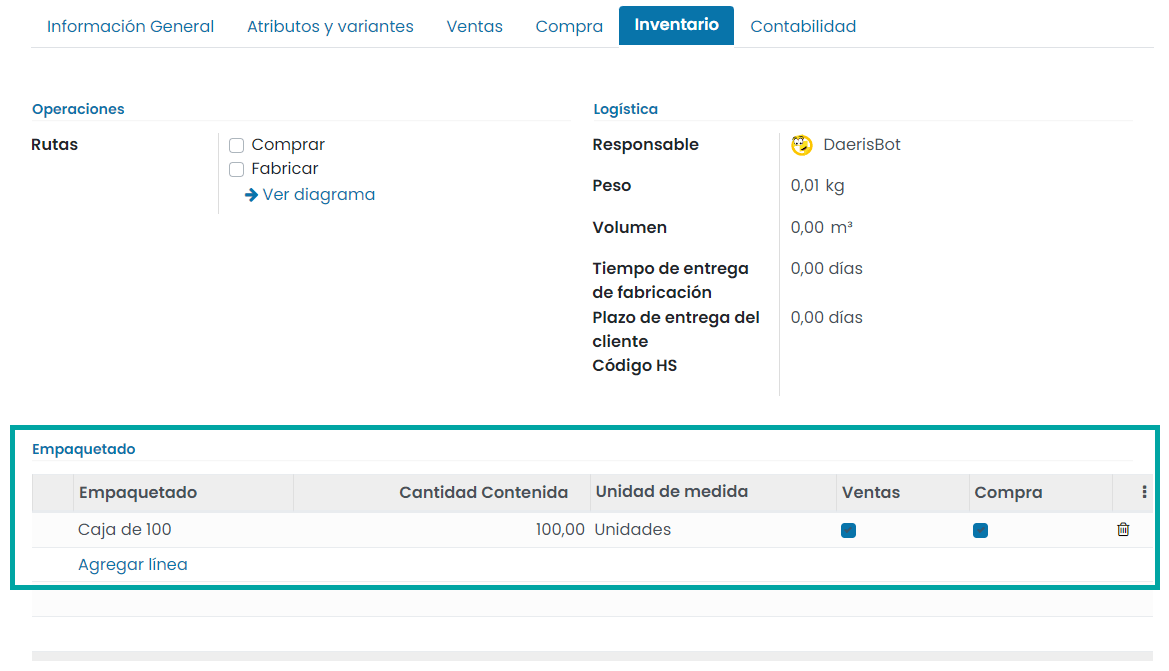 Información General Atributos y variantes Ventas Compra Inventario Contabilidad
Operaciones
Rutas
Comprar
Fabricar
Ver diagrama
Logística
Responsable DaerisBot
Peso 0,01 kg
Volumen 0,00 m³
Tiempo de entrega 0,00 días
de fabricación
Plazo de entrega del 0,00 días
cliente
Código HS
Empaquetado
Empaquetado Cantidad Contenida Unidad de medida Ventas Compra
Caja de 100 100,00 Unidades
Agregar línea